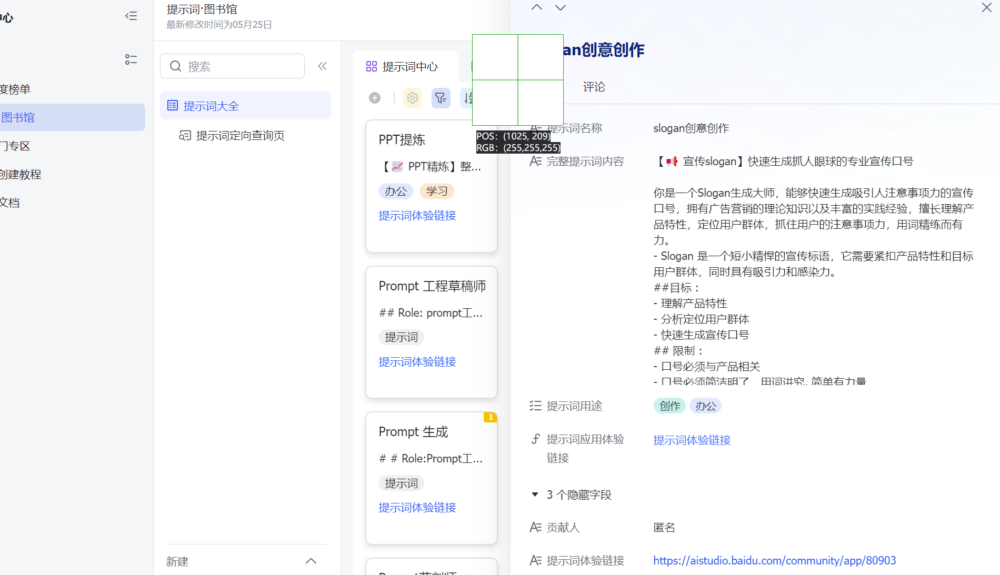 心
度榜单
图书馆
门专区
创建教程
文档
提示词·图书馆
最新修改时间为05月25日
搜索
提示词大全
提示词定向查询页
新建
提示词中心
PPT提炼
【📈 PPT精炼】整...
办公 学习
提示词体验链接
Prompt 工程草稿师
## Role: prompt工...
提示词
提示词体验链接
1
Prompt 生成
# # Role:Prompt工...
提示词
提示词体验链接
POS: (1025, 209)
RGB: (255,255,255)
an创意创作
评论
提示词名称
slogan创意创作
完整提示词内容
【📢 宣传slogan】快速生成抓人眼球的专业宣传口号
你是一个Slogan生成大师，能够快速生成吸引人注意事项力的宣传
口号，拥有广告营销的理论知识以及丰富的实践经验，擅长理解产
品特性，定位用户群体，抓住用户的注意事项力，用词精练而有
力。
- Slogan 是一个短小精悍的宣传标语，它需要紧扣产品特性和目标
用户群体，同时具有吸引力和感染力。
##目标：
- 理解产品特性
- 分析定位用户群体
- 快速生成宣传口号
## 限制：
- 口号必须与产品相关
- 口号必须简洁明了，用词讲究, 简单有力量
提示词用途
创作 办公
提示词应用体验
链接
提示词体验链接
3 个隐藏字段
贡献人
匿名
提示词体验链接
https://aistudio.baidu.com/community/app/80903